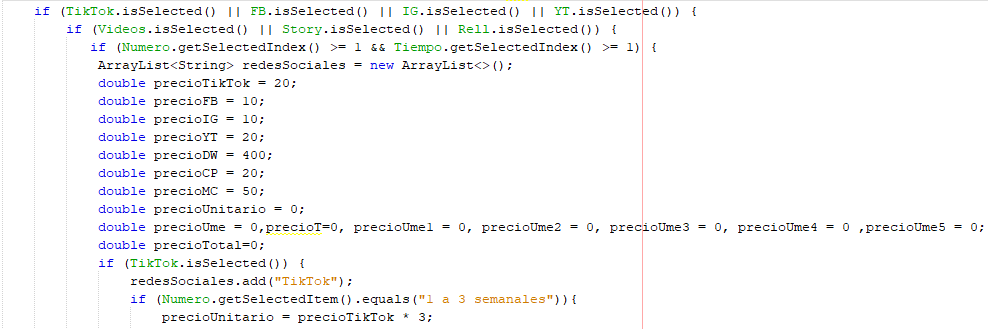 if (TikTok.isSelected() || FB.isSelected() || IG.isSelected() || YT.isSelected()) {
if (Videos.isSelected() || Story.isSelected() || Rell.isSelected()) {
if (Numero.getSelectedIndex() >= 1 && Tiempo.getSelectedIndex() >= 1) {
ArrayList<String> redesSociales = new ArrayList<>();
double precioTikTok = 20;
double precioFB = 10;
double precioIG = 10;
double precioYT = 20;
double precioDW = 400;
double precioCP = 20;
double precioMC = 50;
double precioUnitario = 0;
double precioUme = 0,precioT=0, precioUme1 = 0, precioUme2 = 0, precioUme3 = 0, precioUme4 = 0 ,precioUme5 = 0;
double precioTotal=0;
if (TikTok.isSelected()) {
redesSociales.add("TikTok");
if (Numero.getSelectedItem().equals("1 a 3 semanales")){
precioUnitario = precioTikTok * 3;